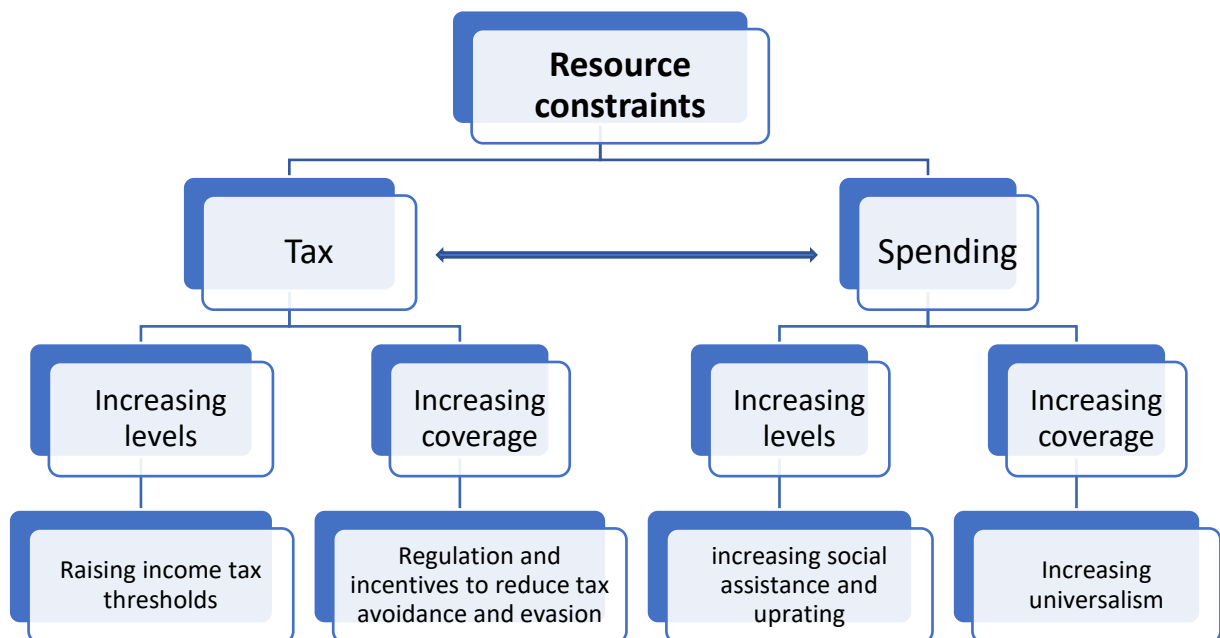 Resource
constraints
Tax
Spending
Increasing
levels
Increasing
coverage
Increasing
levels
Increasing
coverage
Raising income tax
thresholds
Regulation and
incentives to reduce tax
avoidance and evasion
increasing social
assistance and
uprating
Increasing
universalism